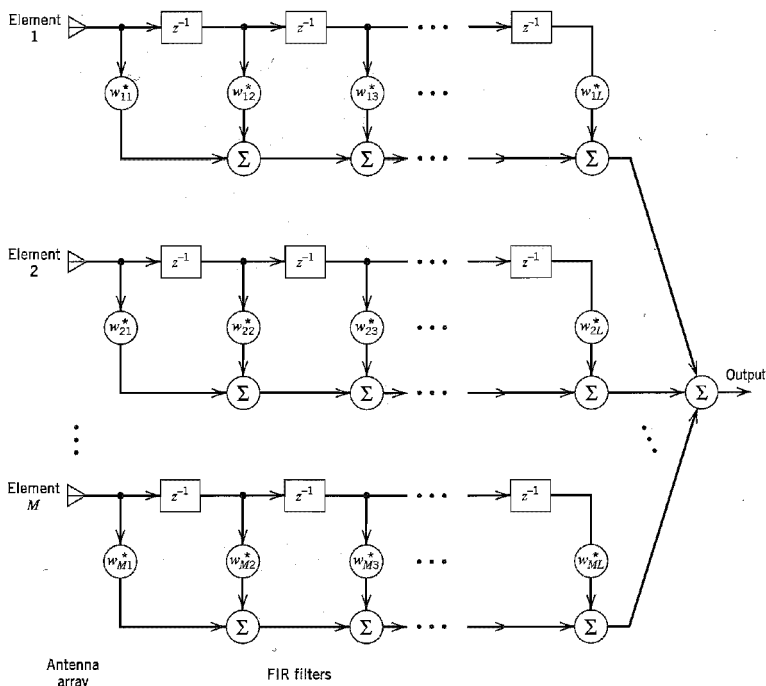 Element
1
z⁻¹ z⁻¹ • • • z⁻¹
w*₁₁ w*₁₂ w*₁₃ • • • w*₁L
Σ Σ • • • Σ
Element
2
z⁻¹ z⁻¹ • • • z⁻¹
w*₂₁ w*₂₂ w*₂₃ • • • w*₂L
Output
Σ Σ • • • Σ Σ
Element
M
z⁻¹ z⁻¹ • • • z⁻¹
w*M1 w*M2 w*M3 • • • w*ML
Σ Σ • • • Σ
Antenna
array
FIR filters